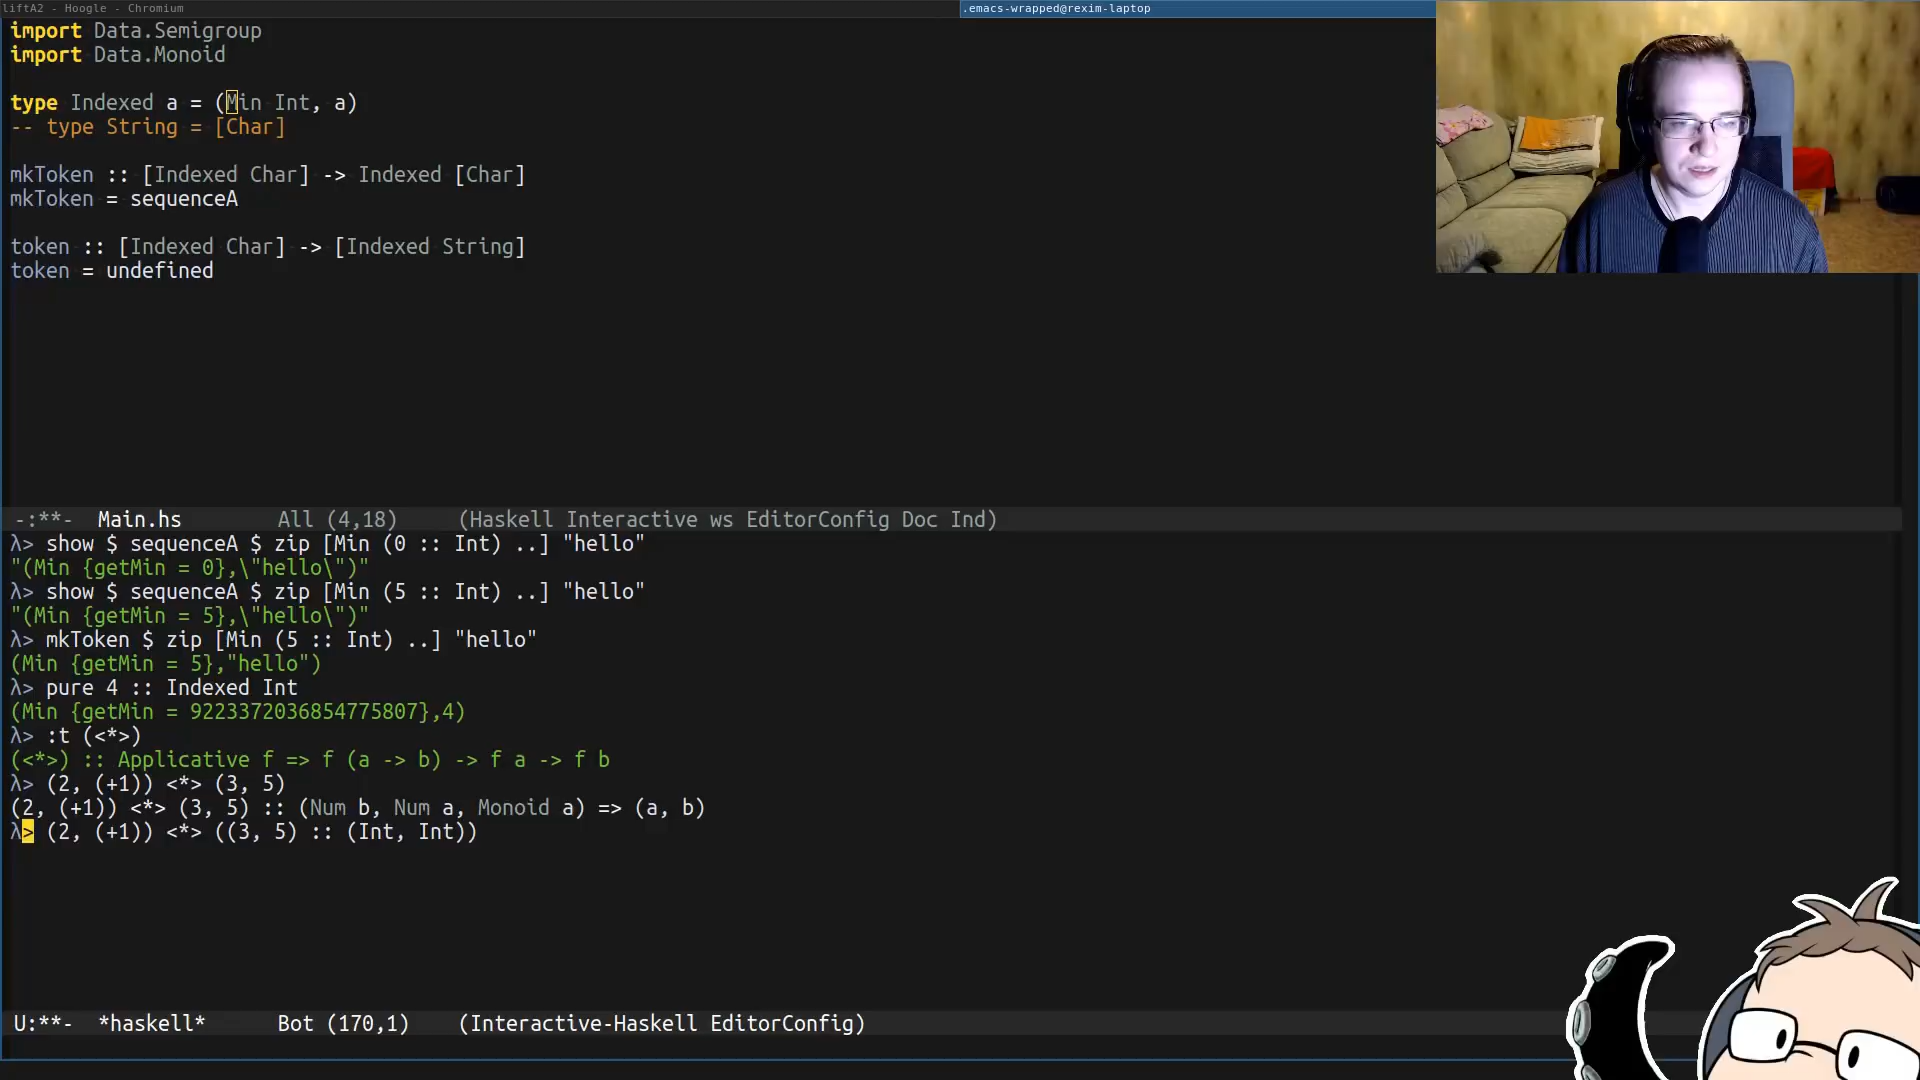 liftA2 - Hoogle - Chromium
.emacs-wrapped@rexim-laptop
import Data.Semigroup
import Data.Monoid
type Indexed a = (Min Int, a)
-- type String = [Char]
mkToken :: [Indexed Char] -> Indexed [Char]
mkToken = sequenceA
token :: [Indexed Char] -> [Indexed String]
token = undefined
-:**-  Main.hs        All (4,18)     (Haskell Interactive ws EditorConfig Doc Ind)
λ> show $ sequenceA $ zip [Min (0 :: Int) ..] "hello"
"(Min {getMin = 0},\"hello\")"
λ> show $ sequenceA $ zip [Min (5 :: Int) ..] "hello"
"(Min {getMin = 5},\"hello\")"
λ> mkToken $ zip [Min (5 :: Int) ..] "hello"
(Min {getMin = 5},"hello")
λ> pure 4 :: Indexed Int
(Min {getMin = 9223372036854775807},4)
λ> :t (<*>)
(<*>) :: Applicative f => f (a -> b) -> f a -> f b
λ> (2, (+1)) <*> (3, 5)
(2, (+1)) <*> (3, 5) :: (Num b, Num a, Monoid a) => (a, b)
λ> (2, (+1)) <*> ((3, 5) :: (Int, Int))
U:**-  *haskell*      Bot (170,1)    (Interactive-Haskell EditorConfig)